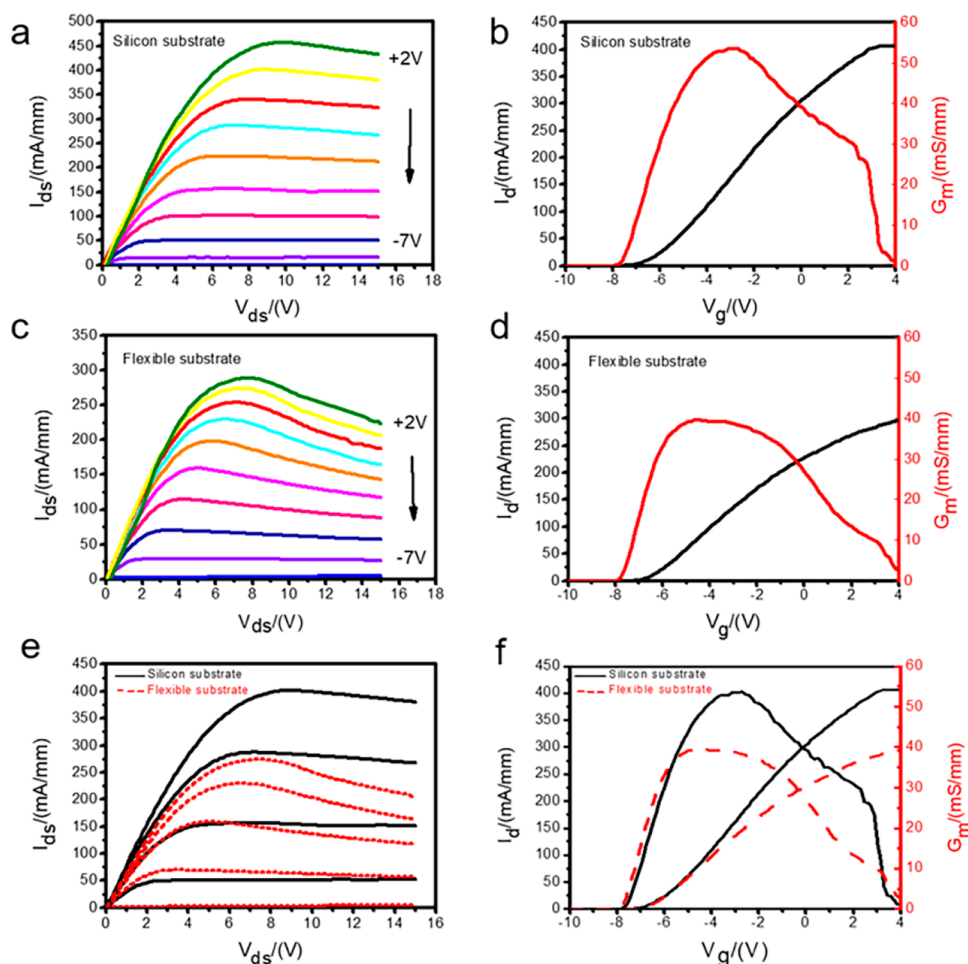 a
Silicon substrate
+2V
-7V
500
450
400
350
300
250
200
150
100
50
0
0 2 4 6 8 10 12 14 16 18
Ids/(mA/mm)
Vds/(V)
b
Silicon substrate
450
400
350
300
250
200
150
100
50
0
60
50
40
30
20
10
0
-10 -8 -6 -4 -2 0 2 4
Id/(mA/mm)
Gm/(mS/mm)
Vg/(V)
c
Flexible substrate
+2V
-7V
350
300
250
200
150
100
50
0
0 2 4 6 8 10 12 14 16 18
Ids/(mA/mm)
Vds/(V)
d
Flexible substrate
450
400
350
300
250
200
150
100
50
0
60
50
40
30
20
10
0
-10 -8 -6 -4 -2 0 2 4
Id/(mA/mm)
Gm/(mS/mm)
Vg/(V)
e
Silicon substrate
Flexible substrate
450
400
350
300
250
200
150
100
50
0
0 2 4 6 8 10 12 14 16 18
Ids/(mA/mm)
Vds/(V)
f
Silicon substrate
Flexible substrate
450
400
350
300
250
200
150
100
50
0
60
50
40
30
20
10
0
-10 -8 -6 -4 -2 0 2 4
Id/(mA/mm)
Gm/(mS/mm)
Vg/(V)